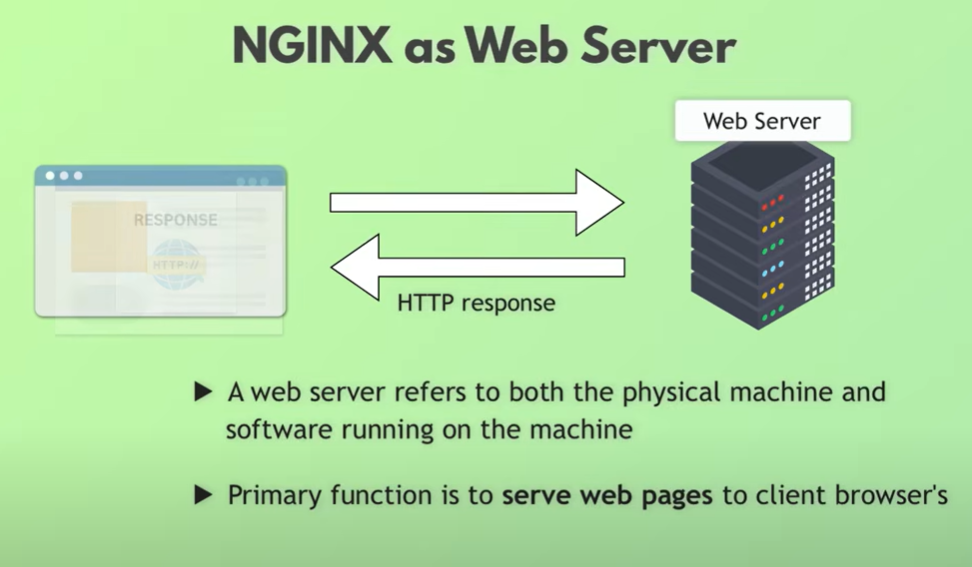 NGINX as Web Server
Web Server
RESPONSE
HTTP://
HTTP response
▶ A web server refers to both the physical machine and
software running on the machine
▶ Primary function is to serve web pages to client browser's